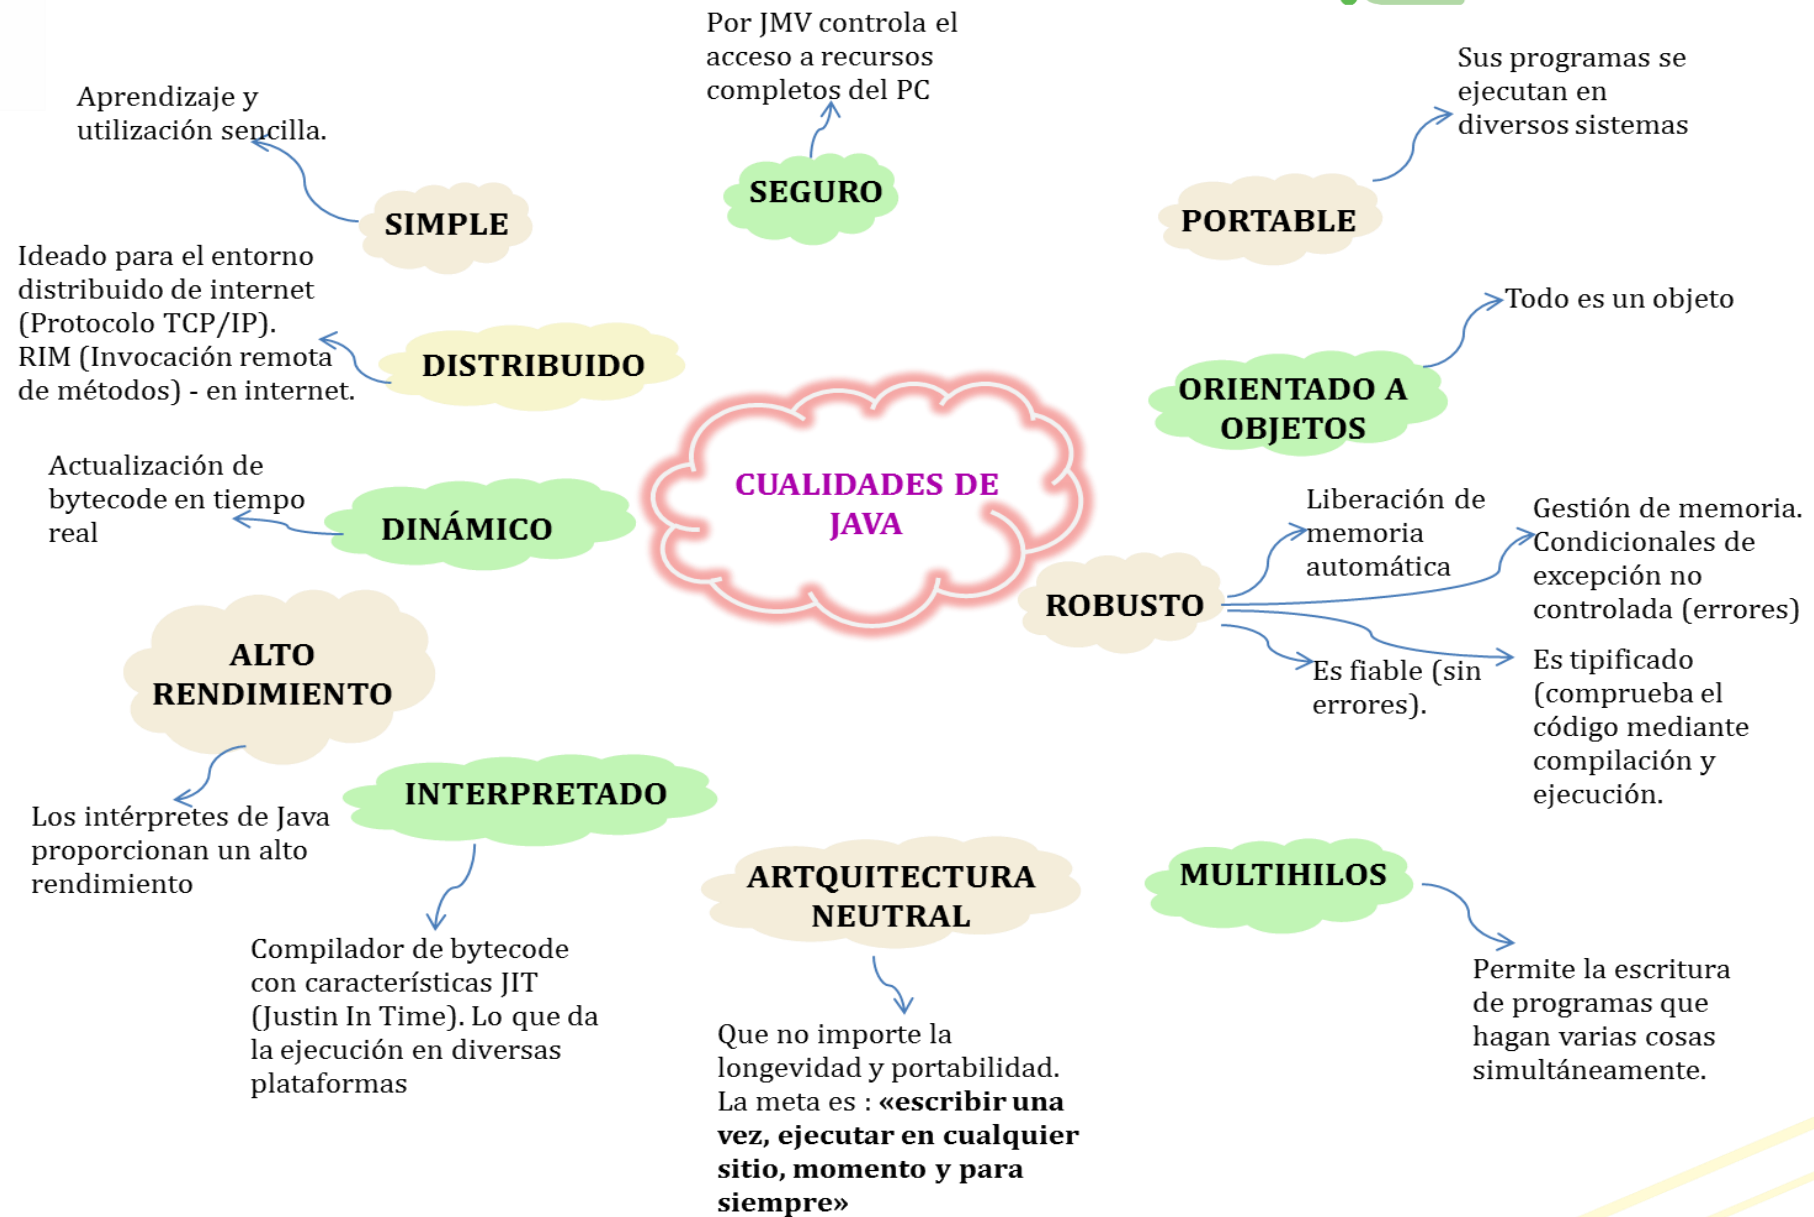 Por JMV controla el
acceso a recursos
completos del PC
SEGURO
Sus programas se
ejecutan en
diversos sistemas
PORTABLE
Aprendizaje y
utilización sencilla.
SIMPLE
Ideado para el entorno
distribuido de internet
(Protocolo TCP/IP).
RIM (Invocación remota
de métodos) - en internet.
DISTRIBUIDO
Todo es un objeto
ORIENTADO A
OBJETOS
CUALIDADES DE
JAVA
Actualización de
bytecode en tiempo
real
DINÁMICO
Liberación de
memoria
automática
Gestión de memoria.
Condicionales de
excepción no
controlada (errores)
ROBUSTO
Es fiable (sin
errores).
Es tipificado
(comprueba el
código mediante
compilación y
ejecución.
ALTO
RENDIMIENTO
Los intérpretes de Java
proporcionan un alto
rendimiento
INTERPRETADO
Compilador de bytecode
con características JIT
(Justin In Time). Lo que da
la ejecución en diversas
plataformas
ARTQUITECTURA
NEUTRAL
Que no importe la
longevidad y portabilidad.
La meta es : «escribir una
vez, ejecutar en cualquier
sitio, momento y para
siempre»
MULTIHILOS
Permite la escritura
de programas que
hagan varias cosas
simultáneamente.